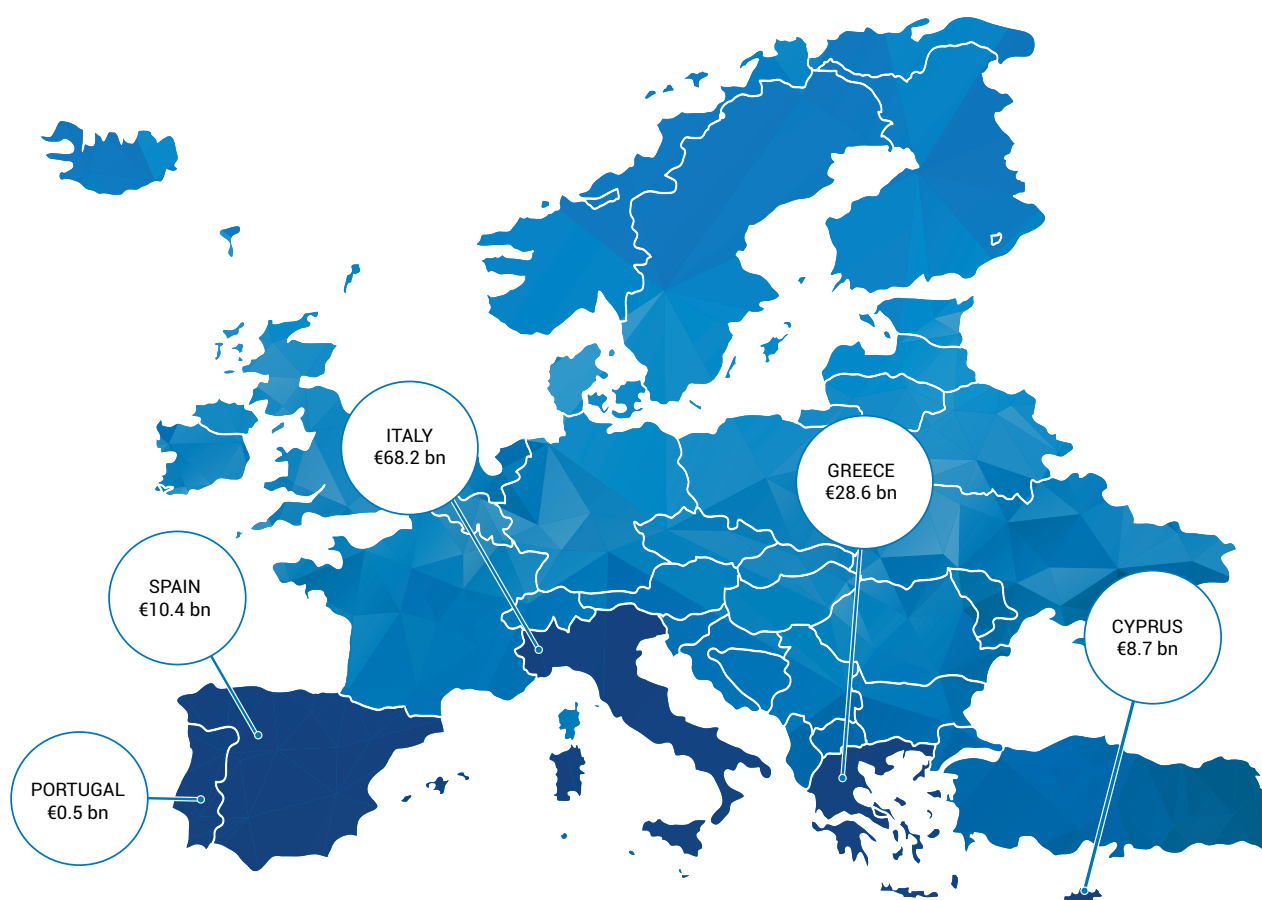 ITALY
€68.2 bn
GREECE
€28.6 bn
SPAIN
€10.4 bn
CYPRUS
€8.7 bn
PORTUGAL
€0.5 bn